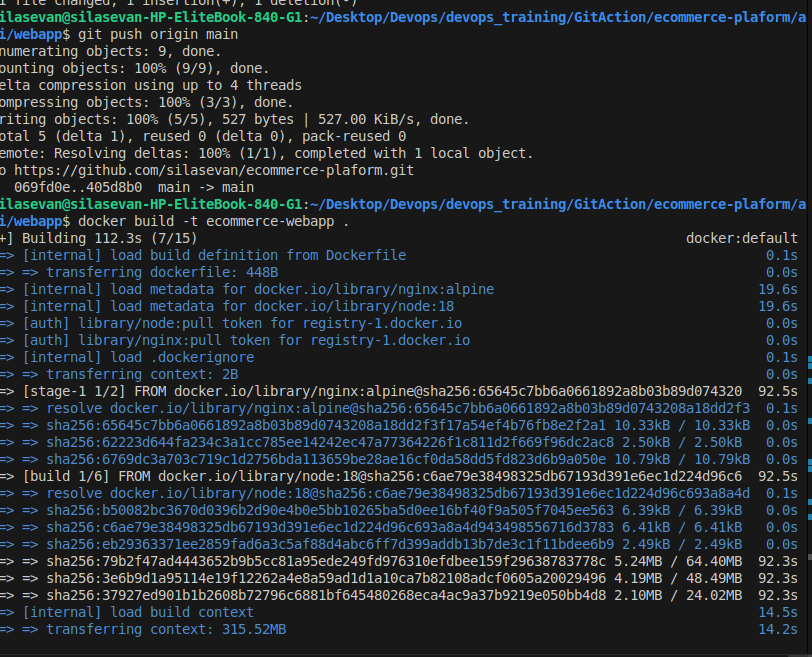 1 file changed, 1 insertion(+), 1 deletion(-)
ilasevan@silasevan-HP-EliteBook-840-G1:~/Desktop/Devops/devops_training/GitAction/ecommerce-plaform/a
i/webapp$ git push origin main
numerating objects: 9, done.
ounting objects: 100% (9/9), done.
elta compression using up to 4 threads
ompressing objects: 100% (3/3), done.
riting objects: 100% (5/5), 527 bytes | 527.00 KiB/s, done.
otal 5 (delta 1), reused 0 (delta 0), pack-reused 0
emote: Resolving deltas: 100% (1/1), completed with 1 local object.
o https://github.com/silasevan/ecommerce-plaform.git
069fd0e..405d8b0 main -> main
ilasevan@silasevan-HP-EliteBook-840-G1:~/Desktop/Devops/devops_training/GitAction/ecommerce-plaform/a
i/webapp$ docker build -t ecommerce-webapp .
+] Building 112.3s (7/15) docker:default
=> [internal] load build definition from Dockerfile 0.1s
=> => transferring dockerfile: 448B 0.0s
=> [internal] load metadata for docker.io/library/nginx:alpine 19.6s
=> [internal] load metadata for docker.io/library/node:18 19.6s
=> [auth] library/node:pull token for registry-1.docker.io 0.0s
=> [auth] library/nginx:pull token for registry-1.docker.io 0.0s
=> [internal] load .dockerignore 0.1s
=> => transferring context: 2B 0.0s
=> [stage-1 1/2] FROM docker.io/library/nginx:alpine@sha256:65645c7bb6a0661892a8b03b89d074320 92.5s
=> => resolve docker.io/library/nginx:alpine@sha256:65645c7bb6a0661892a8b03b89d0743208a18dd2f3 0.1s
=> => sha256:65645c7bb6a0661892a8b03b89d0743208a18dd2f3f17a54ef4b76fb8e2f2a1 10.33kB / 10.33kB 0.0s
=> => sha256:62223d644fa234c3a1cc785ee14242ec47a77364226f1c811d2f669f96dc2ac8 2.50kB / 2.50kB 0.0s
=> => sha256:6769dc3a703c719c1d2756bda113659be28ae16cf0da58dd5fd823d6b9a050e 10.79kB / 10.79kB 0.0s
=> [build 1/6] FROM docker.io/library/node:18@sha256:c6ae79e38498325db67193d391e6ec1d224d96c6 92.5s
=> => resolve docker.io/library/node:18@sha256:c6ae79e38498325db67193d391e6ec1d224d96c693a8a4d 0.1s
=> => sha256:b50082bc3670d0396b2d90e4b0e5bb10265ba5d0ee16bf40f9a505f7045ee563 6.39kB / 6.39kB 0.0s
=> => sha256:c6ae79e38498325db67193d391e6ec1d224d96c693a8a4d943498556716d3783 6.41kB / 6.41kB 0.0s
=> => sha256:eb29363371ee2859fad6a3c5af88d4abc6ff7d399addb13b7de3c1f11bdee6b9 2.49kB / 2.49kB 0.0s
=> => sha256:79b2f47ad4443652b9b5cc81a95ede249fd976310efdbee159f29638783778c 5.24MB / 64.40MB 92.3s
=> => sha256:3e6b9d1a95114e19f12262a4e8a59ad1d1a10ca7b82108adcf0605a20029496 4.19MB / 48.49MB 92.3s
=> => sha256:37927ed901b1b2608b72796c6881bf645480268eca4ac9a37b9219e050bb4d8 2.10MB / 24.02MB 92.3s
=> [internal] load build context 14.5s
=> => transferring context: 315.52MB 14.2s